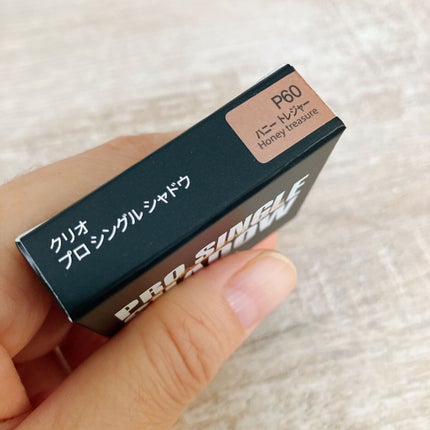 クリオ
プロ シングル シャドウ
P60
ハニー トレジャー
Honey treasure
PRO SINGLE
SHADOW